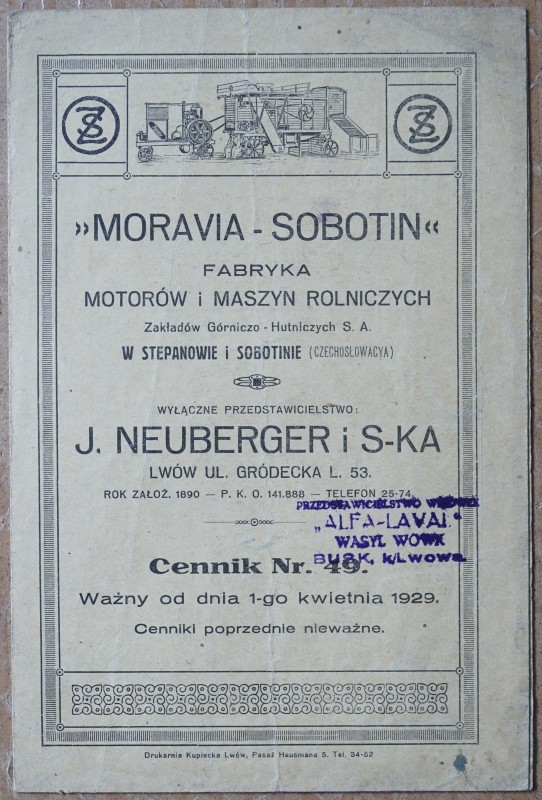 »MORAVIA - SOBOTIN«
FABRYKA
MOTORÓW i MASZYN ROLNICZYCH
Zakładów Górniczo - Hutniczych S. A.
W STEPANOWIE i SOBOTINIE (CZECHOSŁOWACYA)
WYŁĄCZNE PRZEDSTAWICIELSTWO:
J. NEUBERGER i S-KA
LWÓW UL. GRÓDECKA L. 53.
ROK ZAŁOŻ. 1890 — P. K. O. 141.888 — TELEFON 25-74.
PRZEDSTAWICIELSTWO WIRÓWEK
„ALFA-LAVAL"
WASYL WOWK
BUSK, k/Lwowa.
Cennik Nr. 49.
Ważny od dnia 1-go kwietnia 1929.
Cenniki poprzednie nieważne.
Drukarnia Kupiecka Lwów, Pasaż Hausmana 5. Tel. 34-52